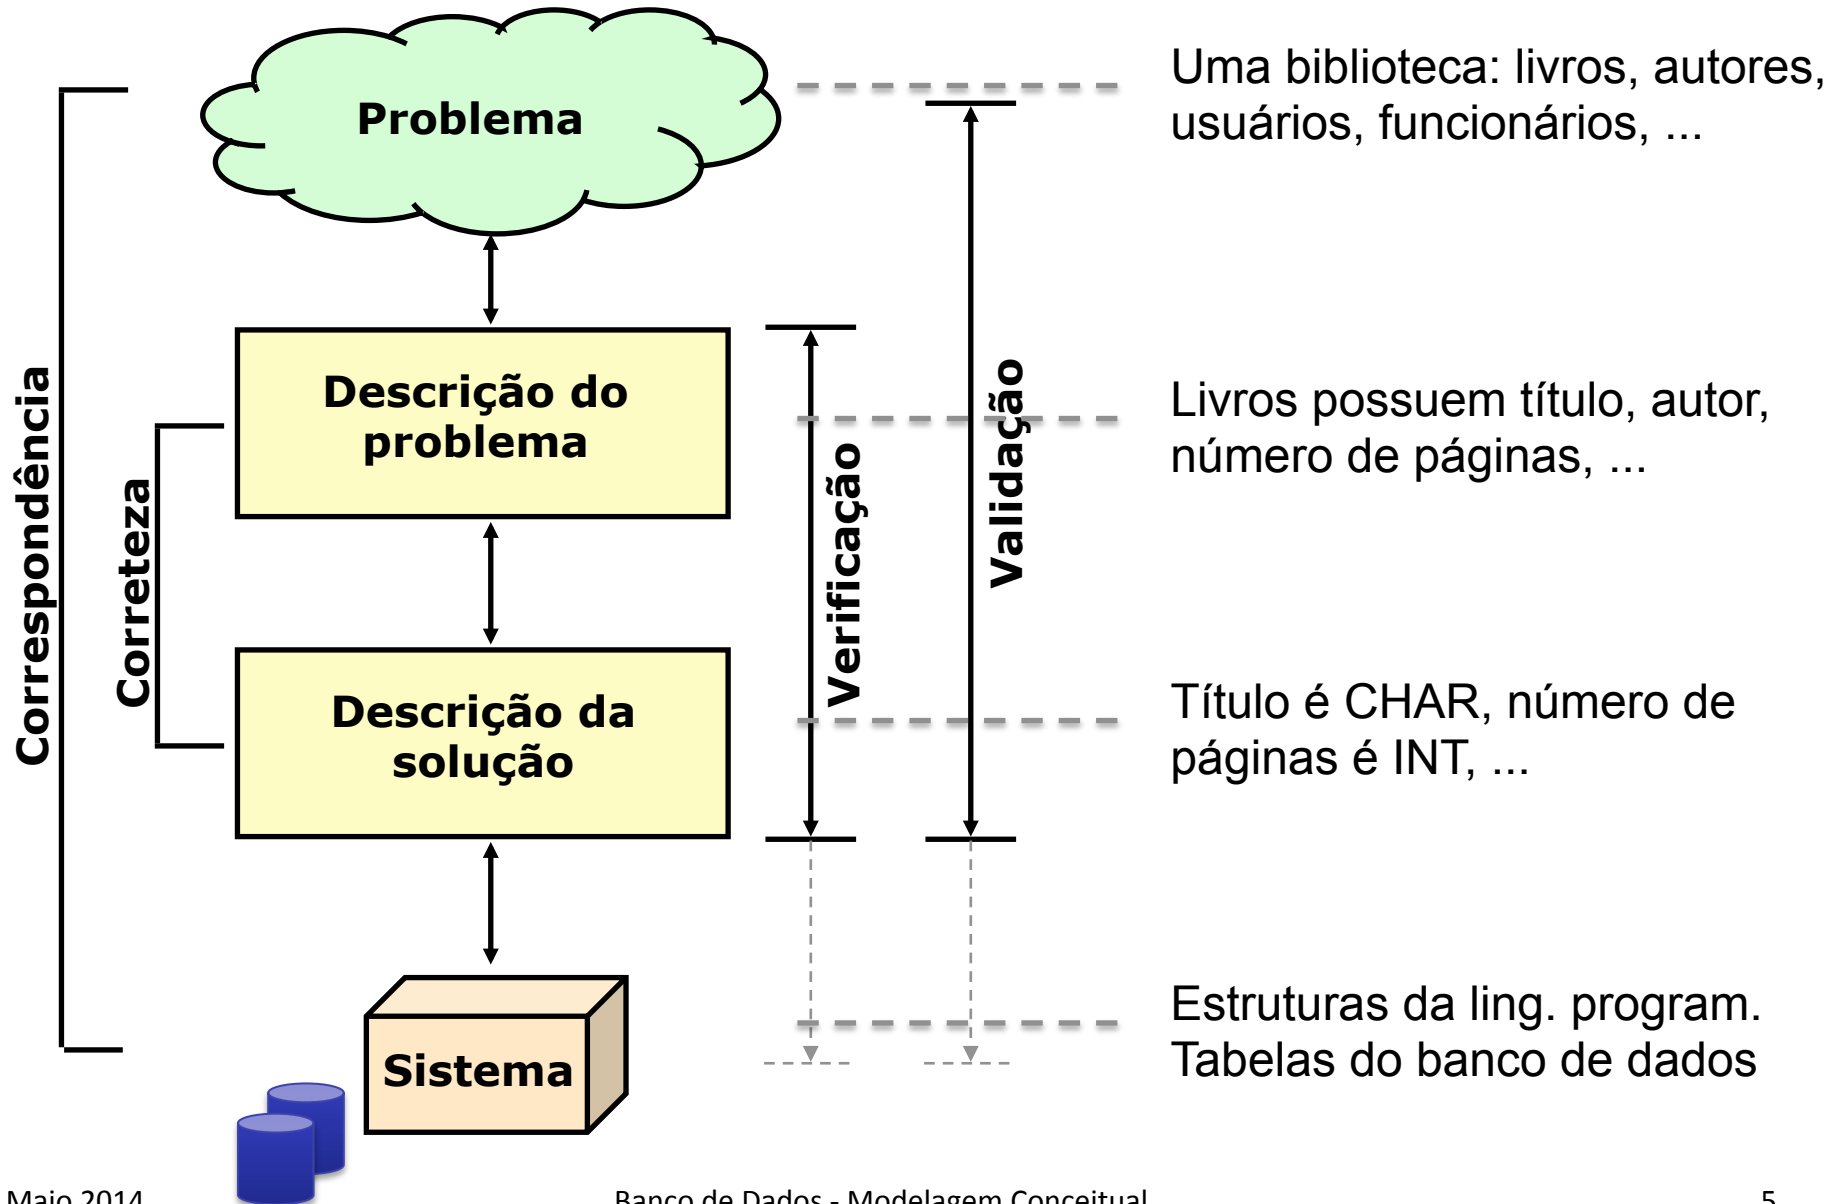 Problema
Uma biblioteca: livros, autores,
usuários, funcionários, ...
Correspondência
Correteza
Descrição do
problema
Verificação
Validação
Livros possuem título, autor,
número de páginas, ...
Descrição da
solução
Título é CHAR, número de
páginas é INT, ...
Sistema
Estruturas da ling. program.
Tabelas do banco de dados
Maio 2014
Banco de Dados - Modelagem Conceitual
5